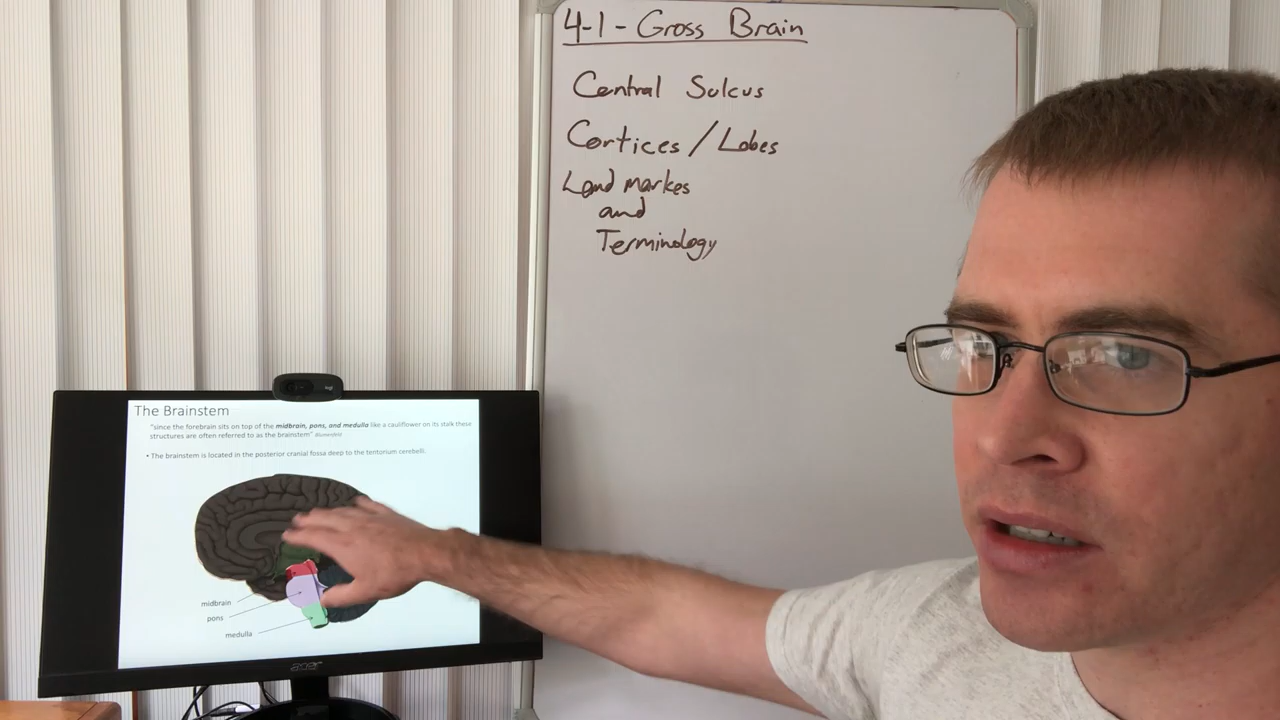 4-1 - Gross Brain
Central Sulcus
Cortices / Lobes
Land markes
and
Terminology
The Brainstem
"since the forebrain sits on top of the midbrain, pons, and medulla like a cauliflower on its stalk these
structures are often referred to as the brainstem" Blumenfeld
• The brainstem is located in the posterior cranial fossa deep to the tentorium cerebelli.
midbrain
pons
medulla
acer
logi